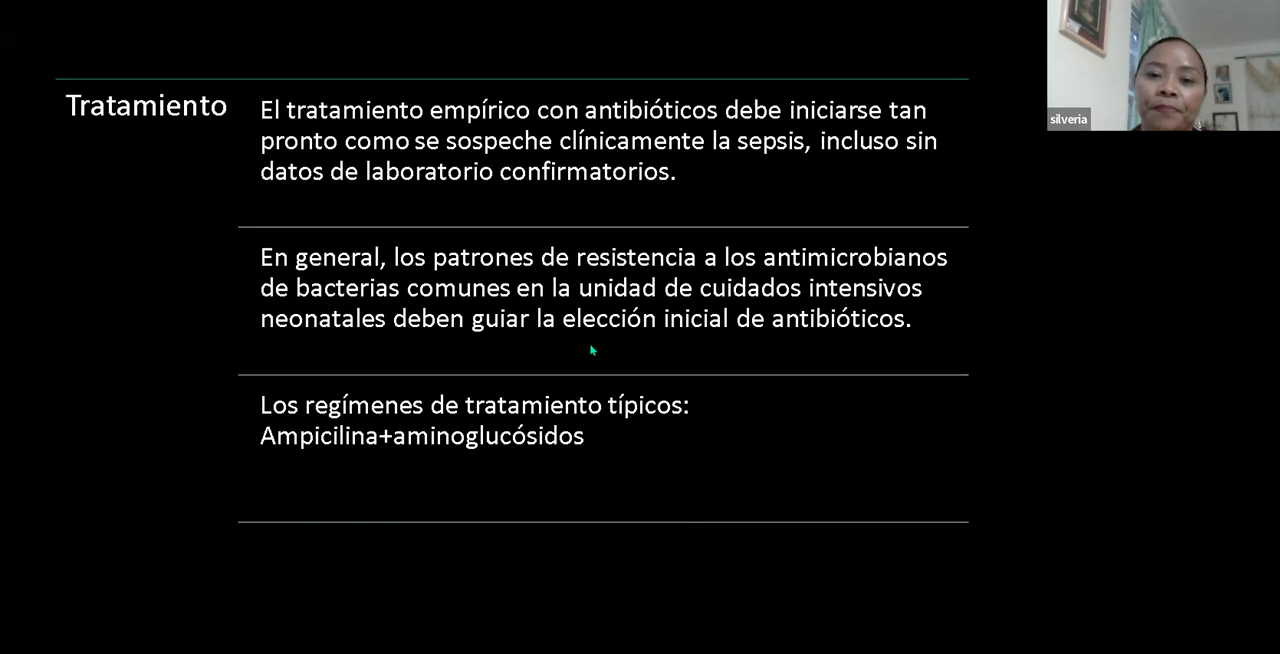 Tratamiento
El tratamiento empírico con antibióticos debe iniciarse tan
pronto como se sospeche clínicamente la sepsis, incluso sin
datos de laboratorio confirmatorios.
En general, los patrones de resistencia a los antimicrobianos
de bacterias comunes en la unidad de cuidados intensivos
neonatales deben guiar la elección inicial de antibióticos.
Los regímenes de tratamiento típicos:
Ampicilina+aminoglucósidos
silveria